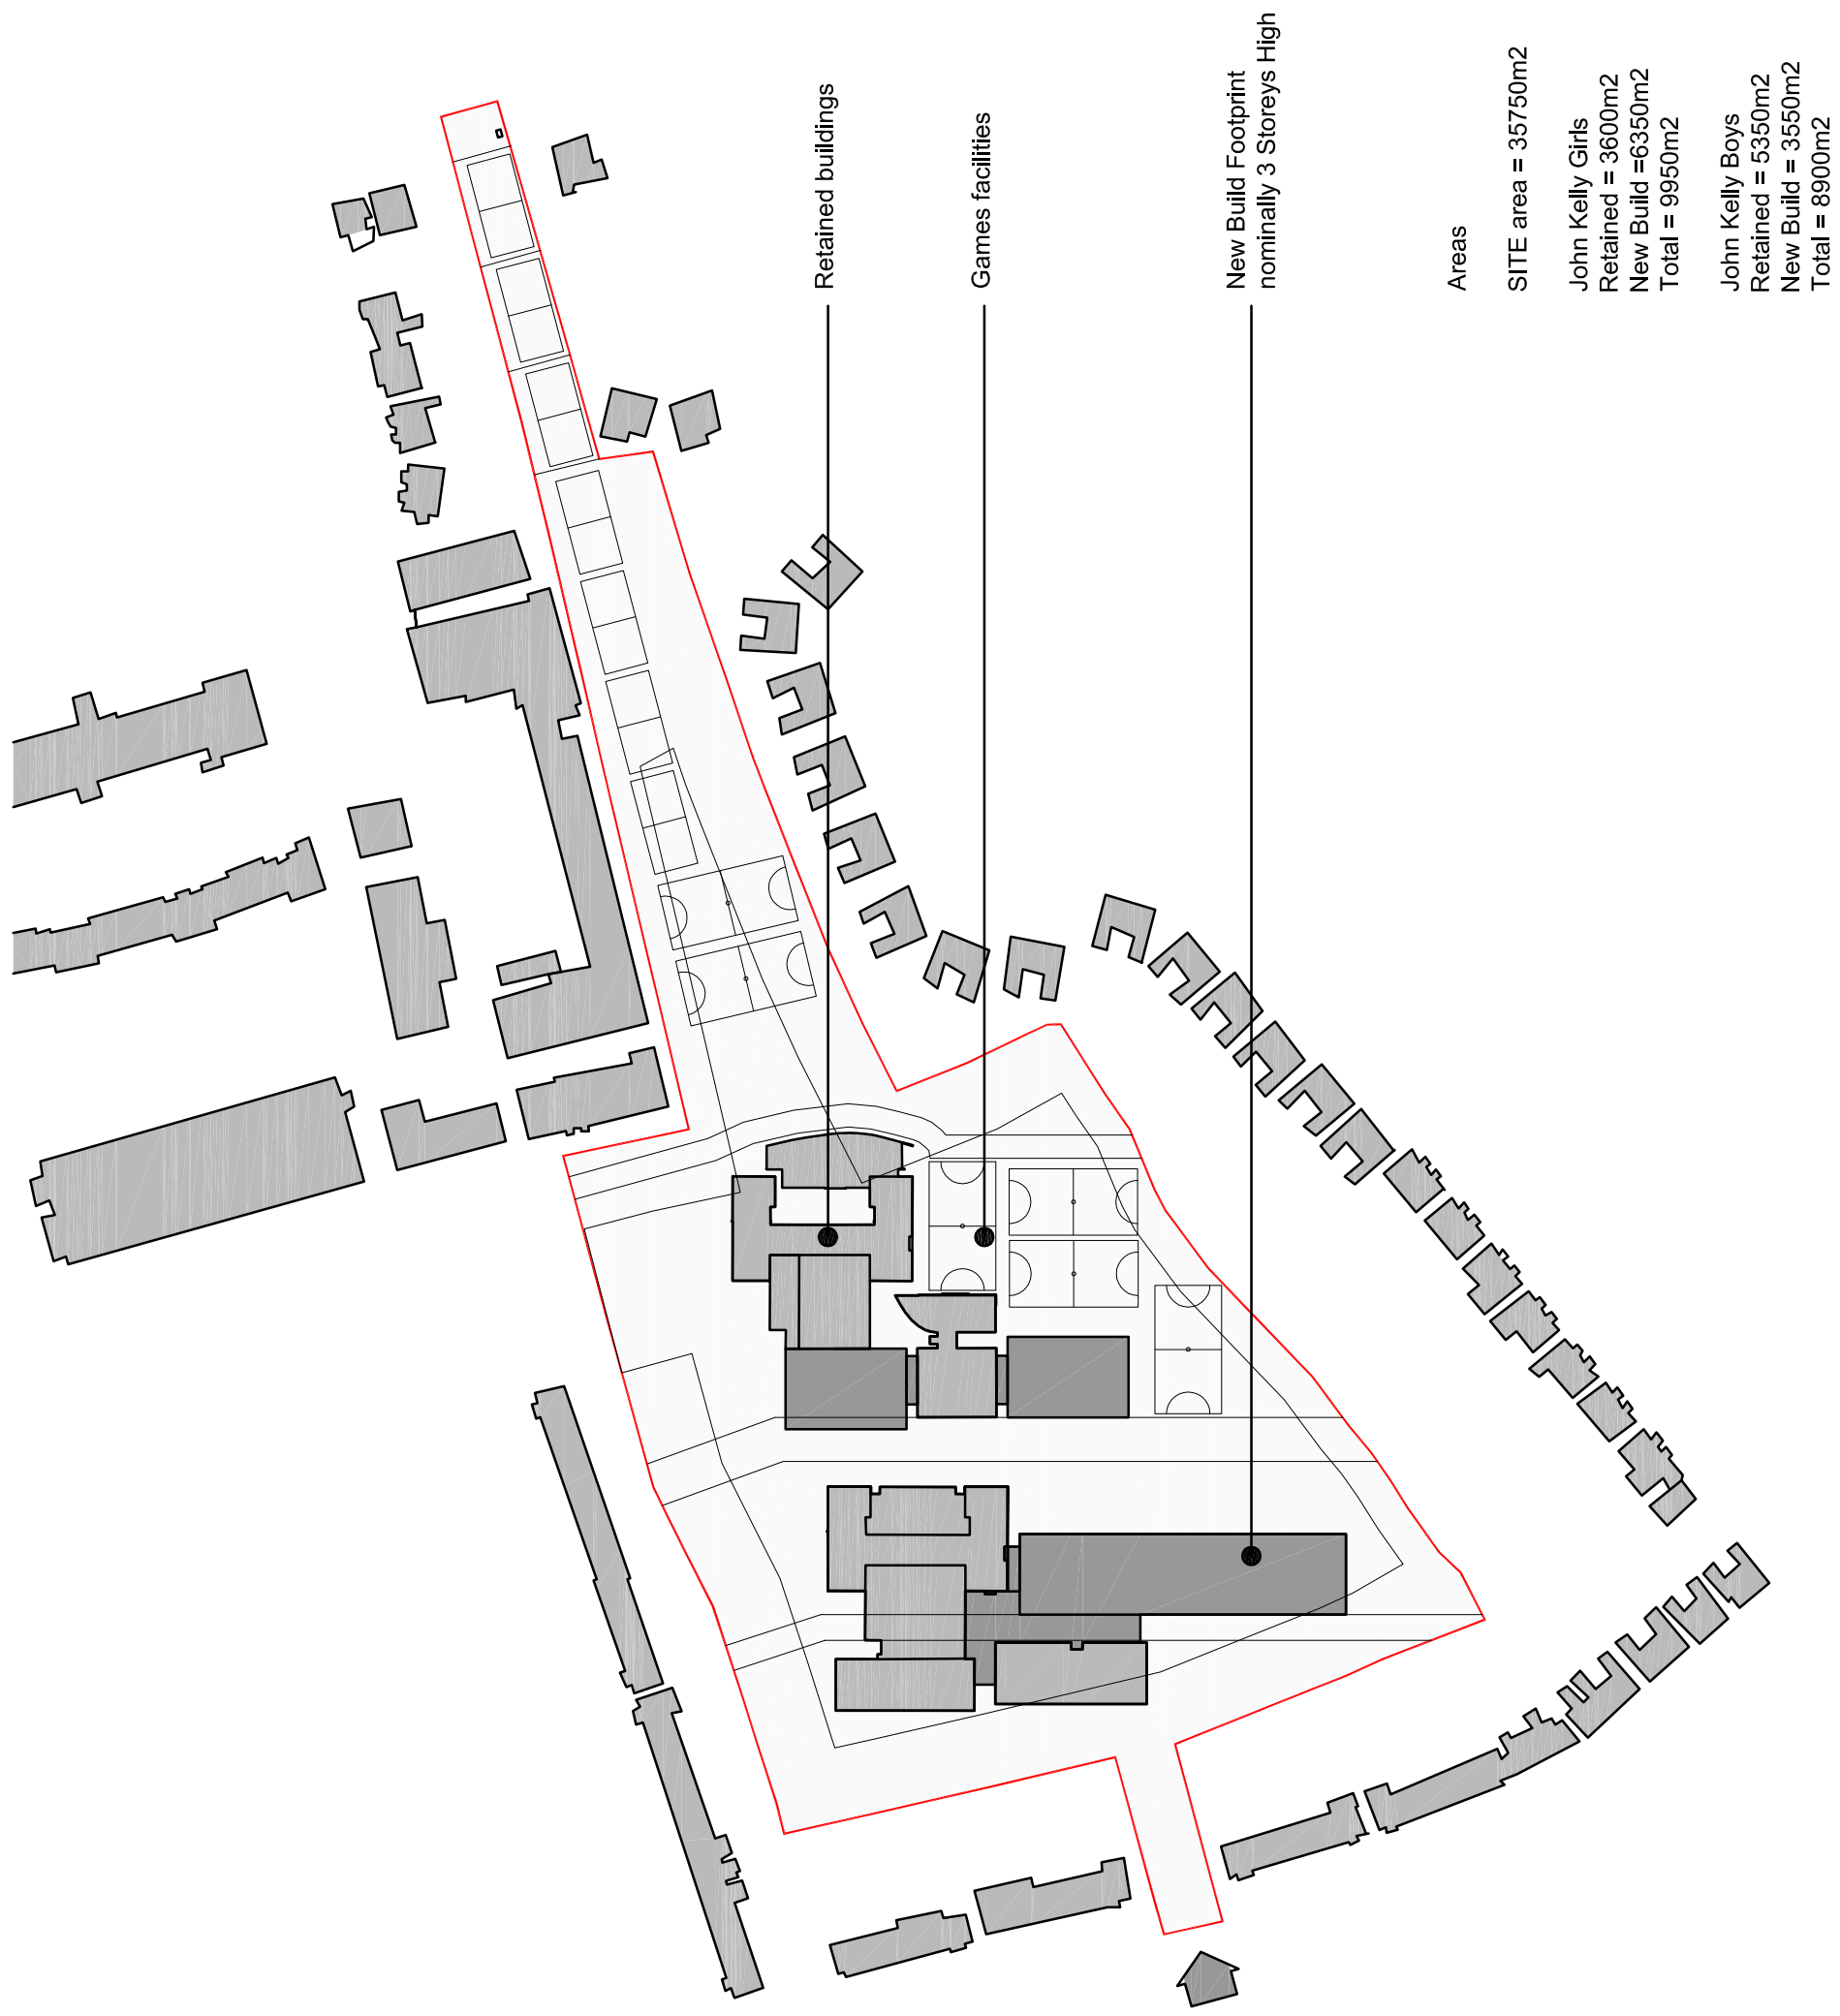 Retained buildings
Games facilities
New Build Footprint
nominally 3 Storeys High
Areas
SITE area = 35750m2
John Kelly Girls
Retained = 3600m2
New Build =6350m2
Total = 9950m2
John Kelly Boys
Retained = 5350m2
New Build = 3550m2
Total = 8900m2